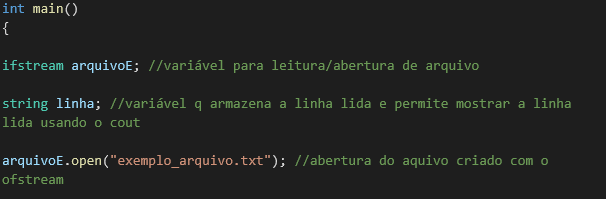 int main()
{
ifstream arquivoE; //variável para leitura/abertura de arquivo
string linha; //variável q armazena a linha lida e permite mostrar a linha
lida usando o cout
arquivoE.open("exemplo_arquivo.txt"); //abertura do aquivo criado com o
ofstream